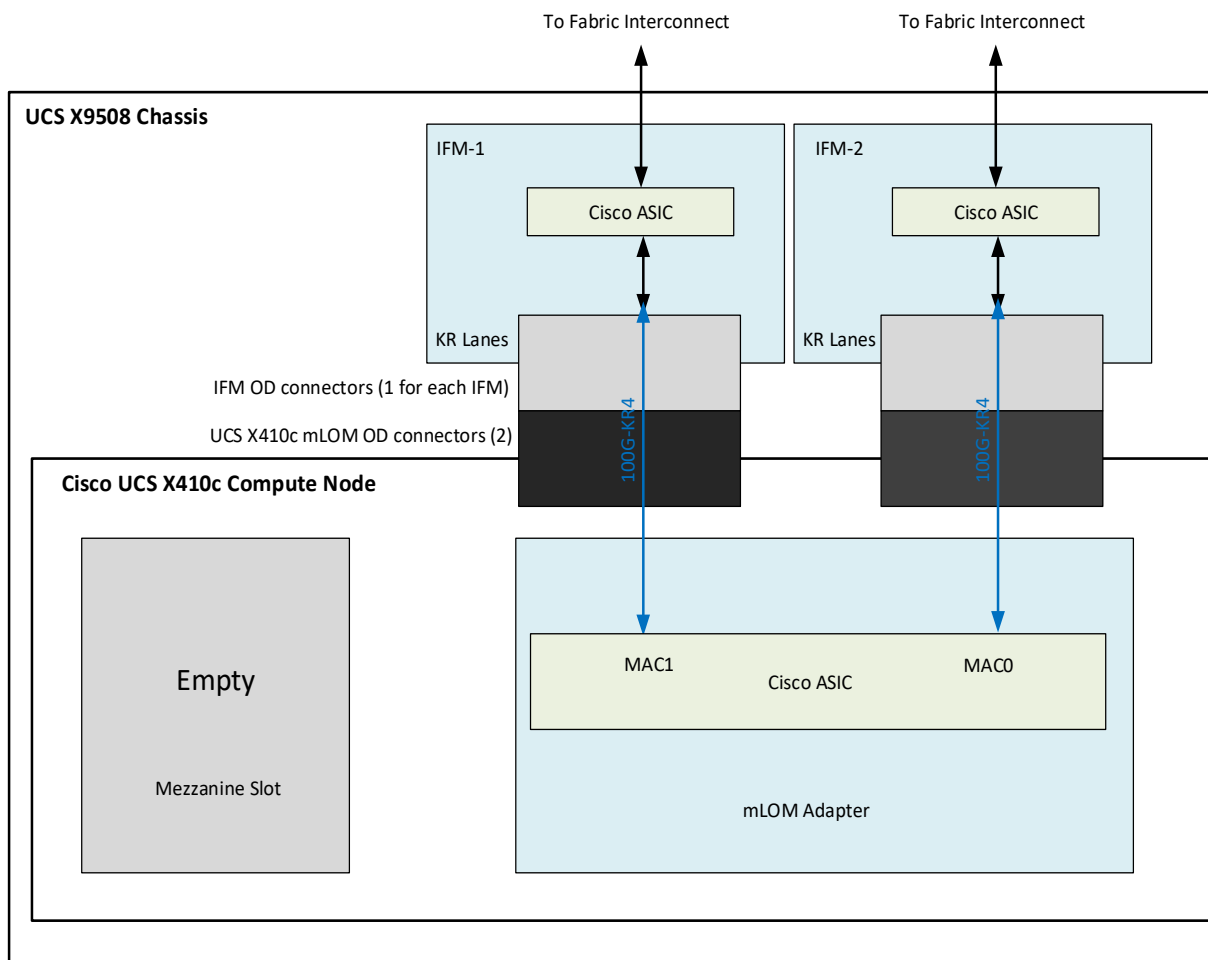 To Fabric Interconnect
To Fabric Interconnect
UCS X9508 Chassis
IFM-1
IFM-2
Cisco ASIC
Cisco ASIC
KR Lanes
KR Lanes
IFM OD connectors (1 for each IFM)
UCS X410c mLOM OD connectors (2)
100G-KR4
100G-KR4
Cisco UCS X410c Compute Node
Empty
Mezzanine Slot
MAC1
MAC0
Cisco ASIC
mLOM Adapter